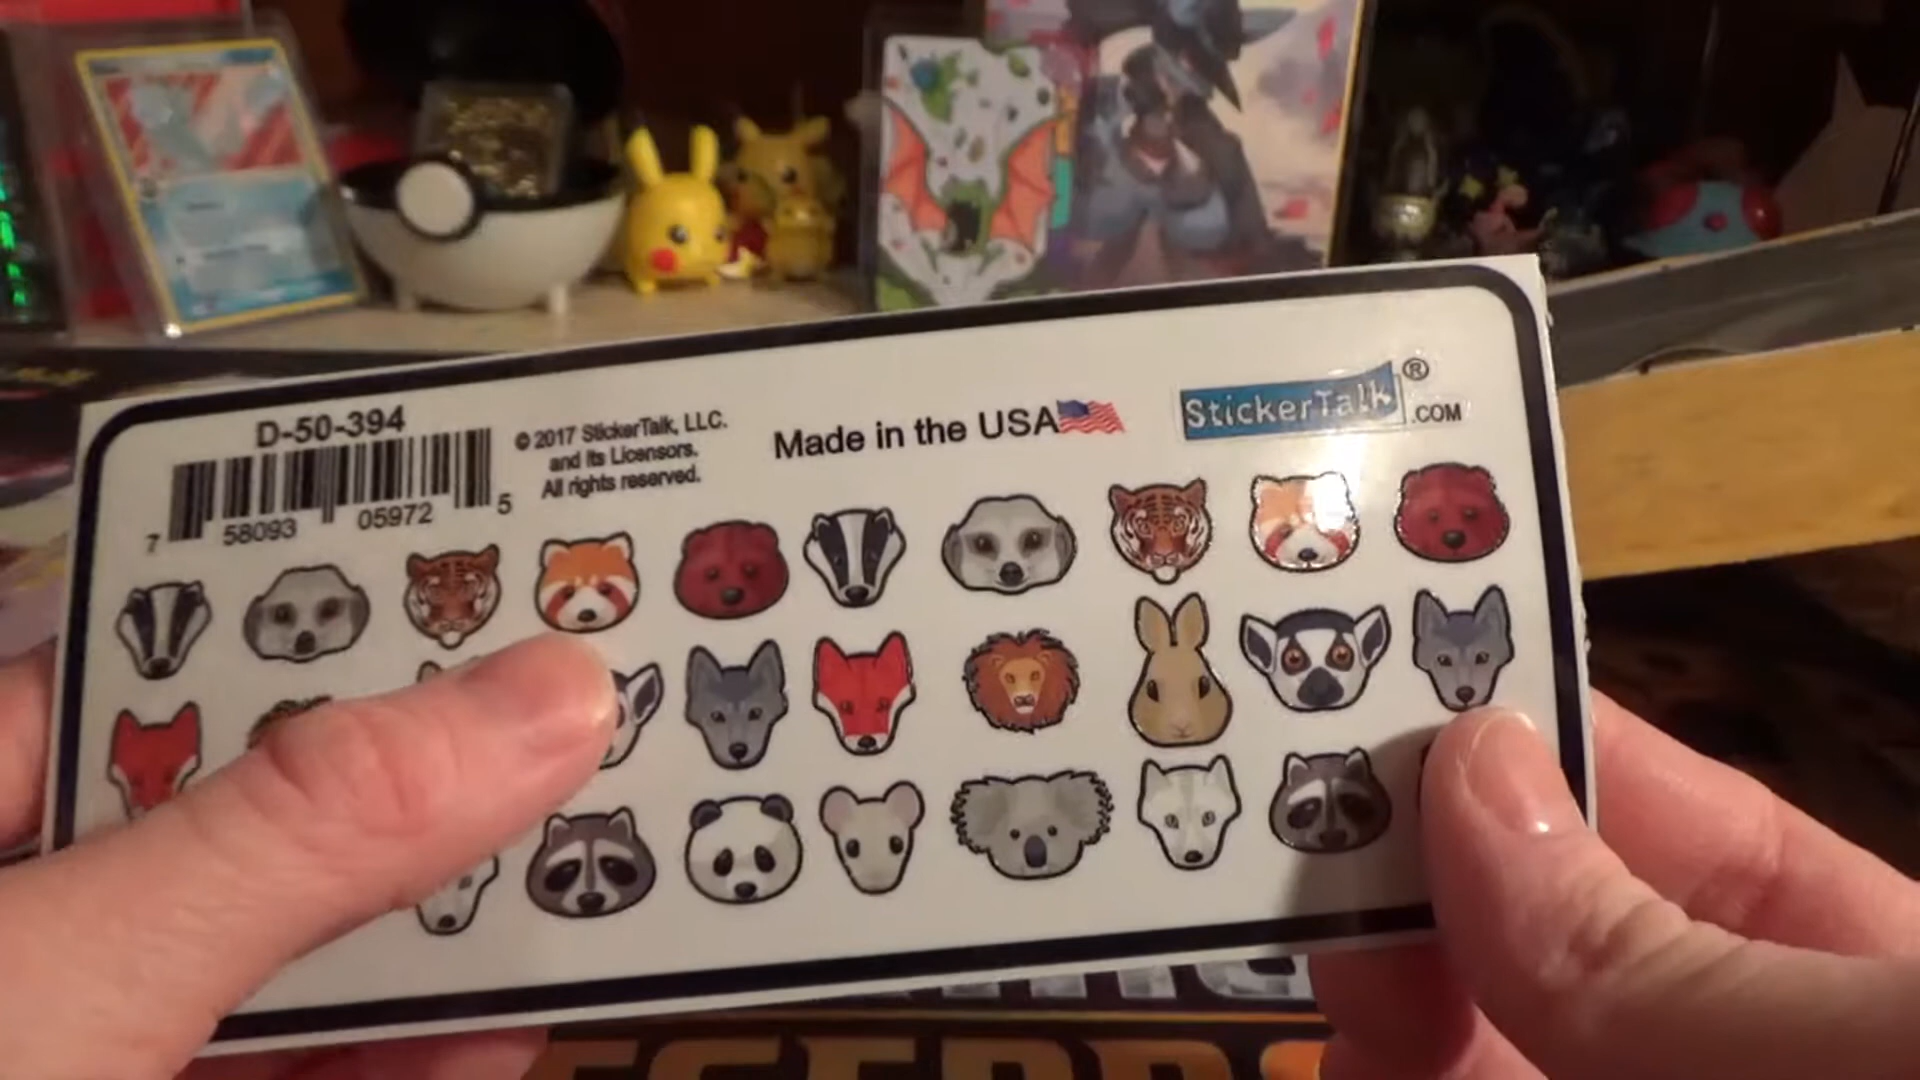 D-50-394
7 58093 05972 5
© 2017 StickerTalk, LLC.
and Its Licensors.
All rights reserved.
Made in the USA
StickerTalk®
.COM